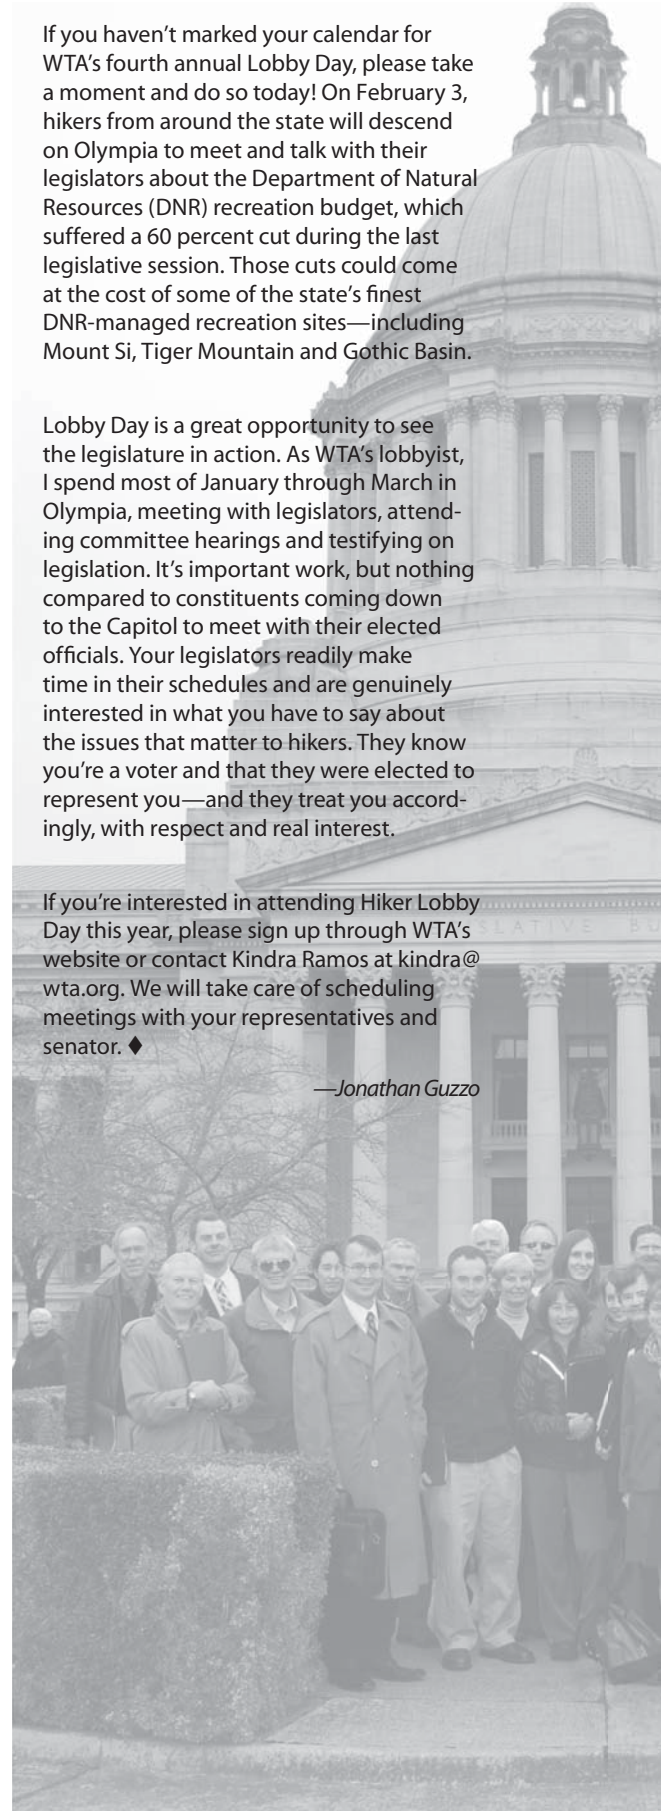 If you haven’t marked your calendar for
WTA’s fourth annual Lobby Day, please take
a moment and do so today! On February 3,
hikers from around the state will descend
on Olympia to meet and talk with their
legislators about the Department of Natural
Resources (DNR) recreation budget, which
suffered a 60 percent cut during the last
legislative session. Those cuts could come
at the cost of some of the state’s finest
DNR-managed recreation sites—including
Mount Si, Tiger Mountain and Gothic Basin.
Lobby Day is a great opportunity to see
the legislature in action. As WTA’s lobbyist,
I spend most of January through March in
Olympia, meeting with legislators, attend-
ing committee hearings and testifying on
legislation. It’s important work, but nothing
compared to constituents coming down
to the Capitol to meet with their elected
officials. Your legislators readily make
time in their schedules and are genuinely
interested in what you have to say about
the issues that matter to hikers. They know
you’re a voter and that they were elected to
represent you—and they treat you accord-
ingly, with respect and real interest.
If you’re interested in attending Hiker Lobby
Day this year, please sign up through WTA’s
website or contact Kindra Ramos at kindra@
wta.org. We will take care of scheduling
meetings with your representatives and
senator. ♦
—Jonathan Guzzo
SLATIVE BU